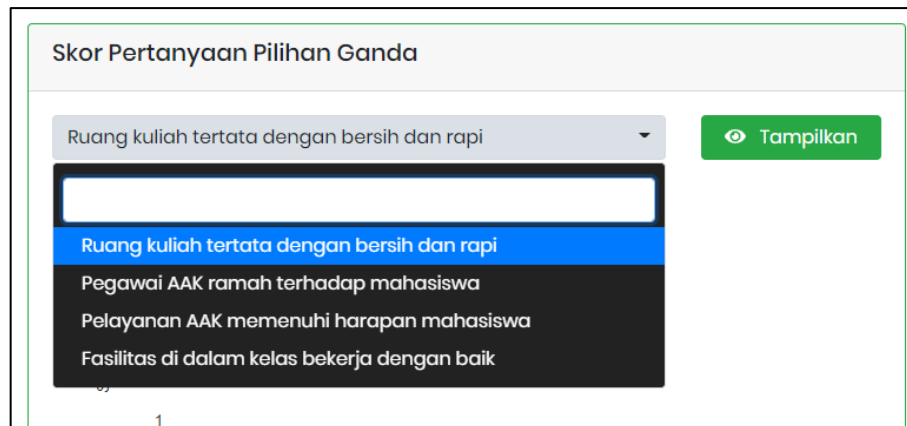 Skor Pertanyaan Pilihan Ganda
Ruang kuliah tertata dengan bersih dan rapi
Tampilkan
Ruang kuliah tertata dengan bersih dan rapi
Pegawai AAK ramah terhadap mahasiswa
Pelayanan AAK memenuhi harapan mahasiswa
Fasilitas di dalam kelas bekerja dengan baik
1